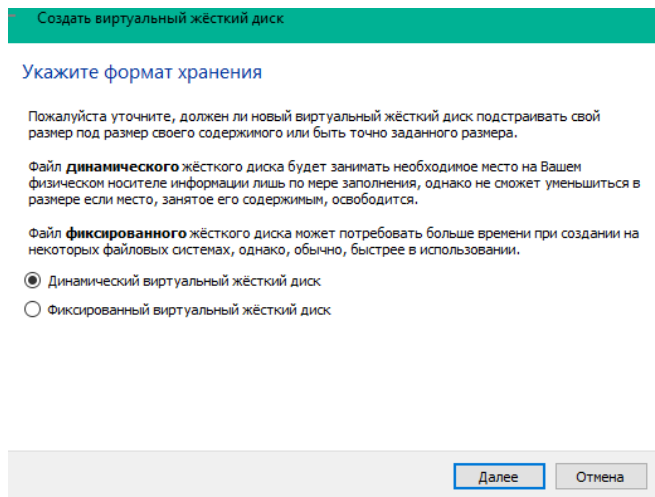 Создать виртуальный жёсткий диск
Укажите формат хранения
Пожалуйста уточните, должен ли новый виртуальный жёсткий диск подстраивать свой
размер под размер своего содержимого или быть точно заданного размера.
Файл динамического жёсткого диска будет занимать необходимое место на Вашем
физическом носителе информации лишь по мере заполнения, однако не сможет уменьшиться в
размере если место, занятое его содержимым, освободится.
Файл фиксированного жёсткого диска может потребовать больше времени при создании на
некоторых файловых системах, однако, обычно, быстрее в использовании.
Динамический виртуальный жёсткий диск
Фиксированный виртуальный жёсткий диск
Далее
Отмена